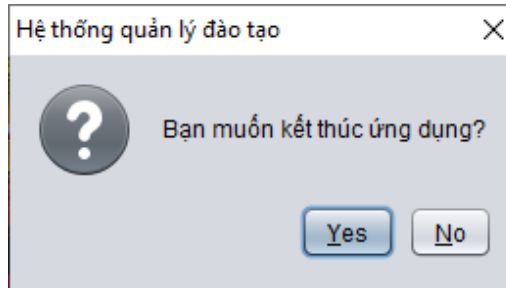 Hệ thống quản lý đào tạo
Bạn muốn kết thúc ứng dụng?
Yes No